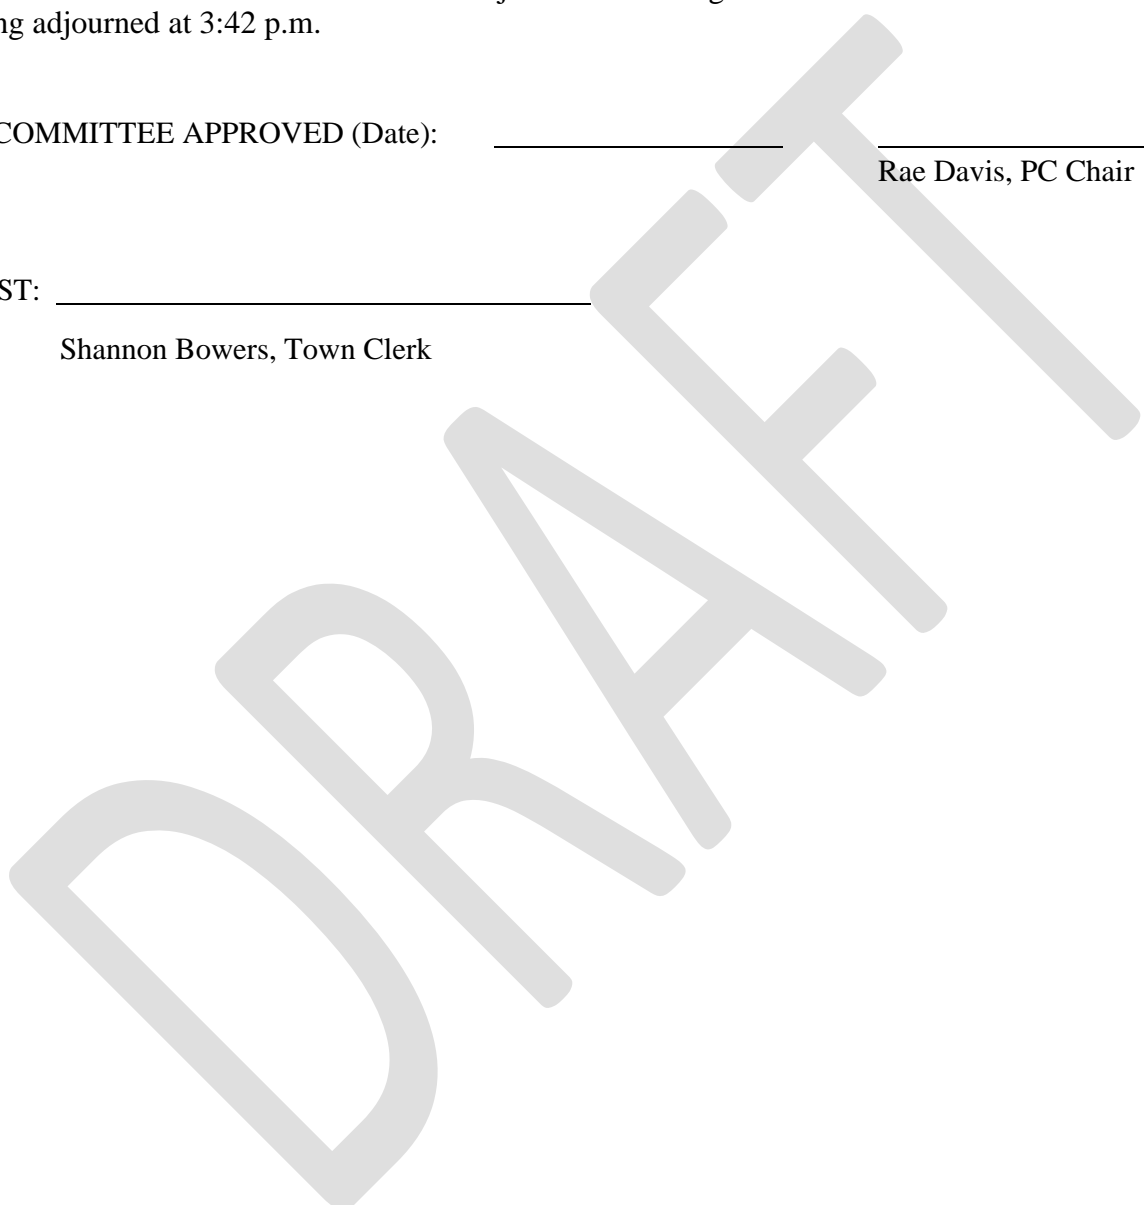 ng adjourned at 3:42 p.m.
COMMITTEE APPROVED (Date):
Rae Davis, PC Chair
ST:
Shannon Bowers, Town Clerk
DRAFT